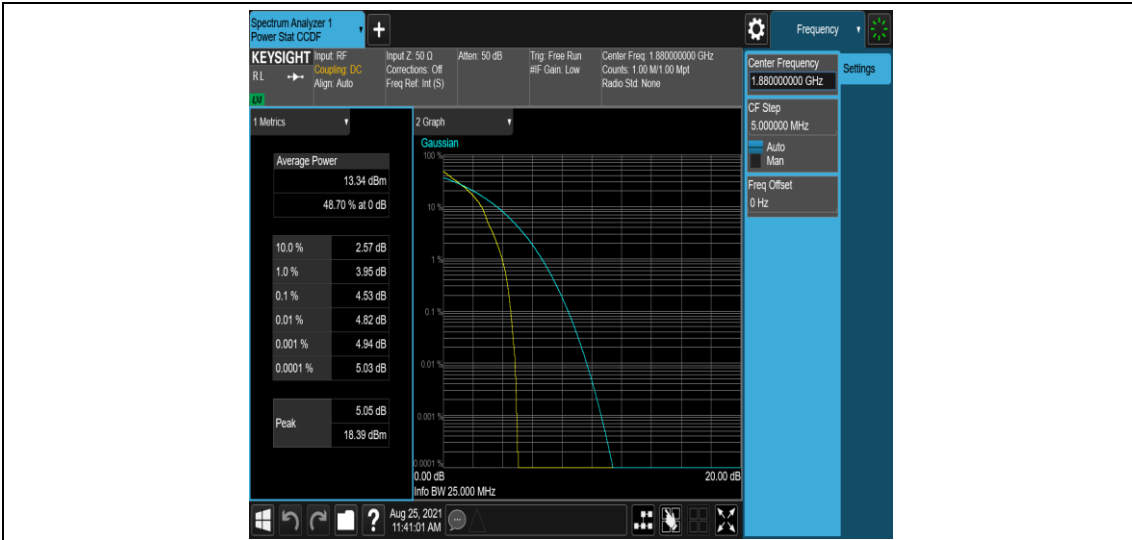 Spectrum Analyzer 1
Power Stat CCDF
+
Frequency
KEYSIGHT
R L
LXI
Input: RF
Coupling: DC
Align: Auto
Input Z: 50 Ω
Corrections: Off
Freq Ref: Int (S)
Atten: 50 dB
Trig: Free Run
#IF Gain: Low
Center Freq: 1.880000000 GHz
Counts: 1.00 M/1.00 Mpt
Radio Std: None
Center Frequency
1.880000000 GHz
Settings
CF Step
5.000000 MHz
Auto
Man
Freq Offset
0 Hz
1 Metrics
Average Power
13.34 dBm
48.70 % at 0 dB
10.0 % 2.57 dB
1.0 % 3.95 dB
0.1 % 4.53 dB
0.01 % 4.82 dB
0.001 % 4.94 dB
0.0001 % 5.03 dB
Peak
5.05 dB
18.39 dBm
2 Graph
Gaussian
100 %
10 %
1 %
0.1 %
0.01 %
0.001 %
0.0001 %
0.00 dB 20.00 dB
Info BW 25.000 MHz
?
Aug 25, 2021
11:41:01 AM